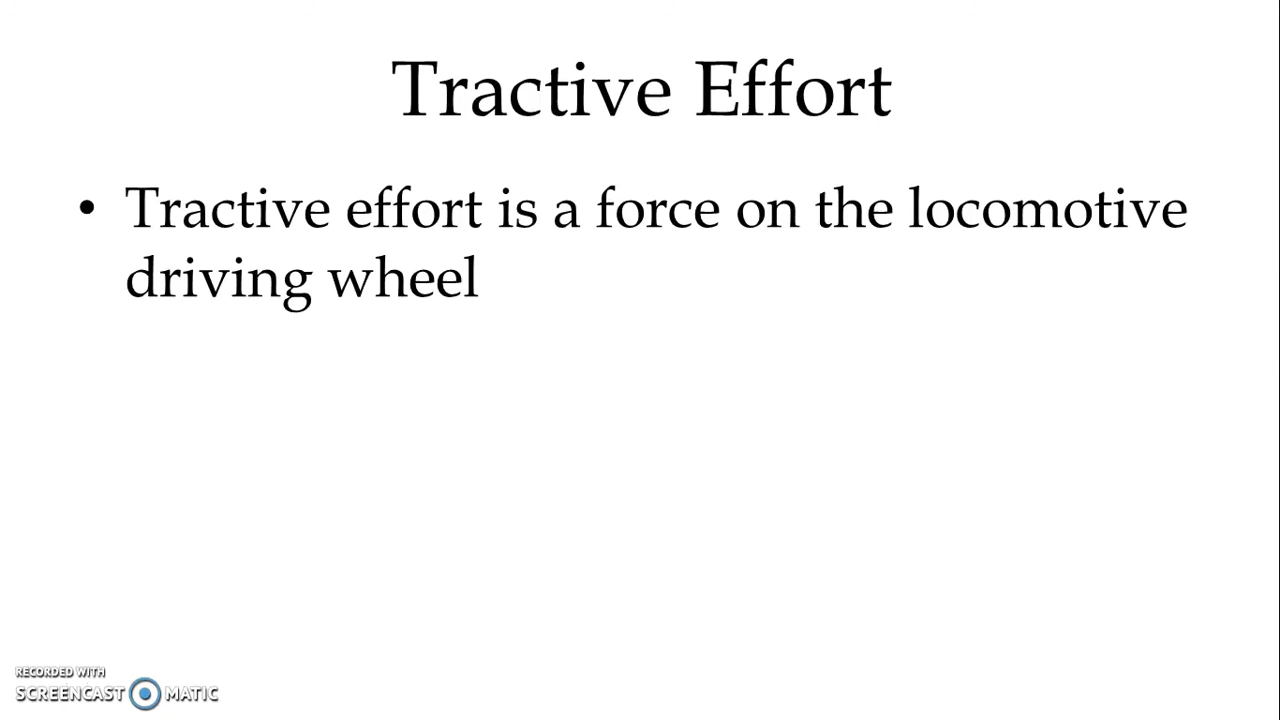 Tractive Effort
• Tractive effort is a force on the locomotive
driving wheel
RECORDED WITH
SCREENCAST MATIC